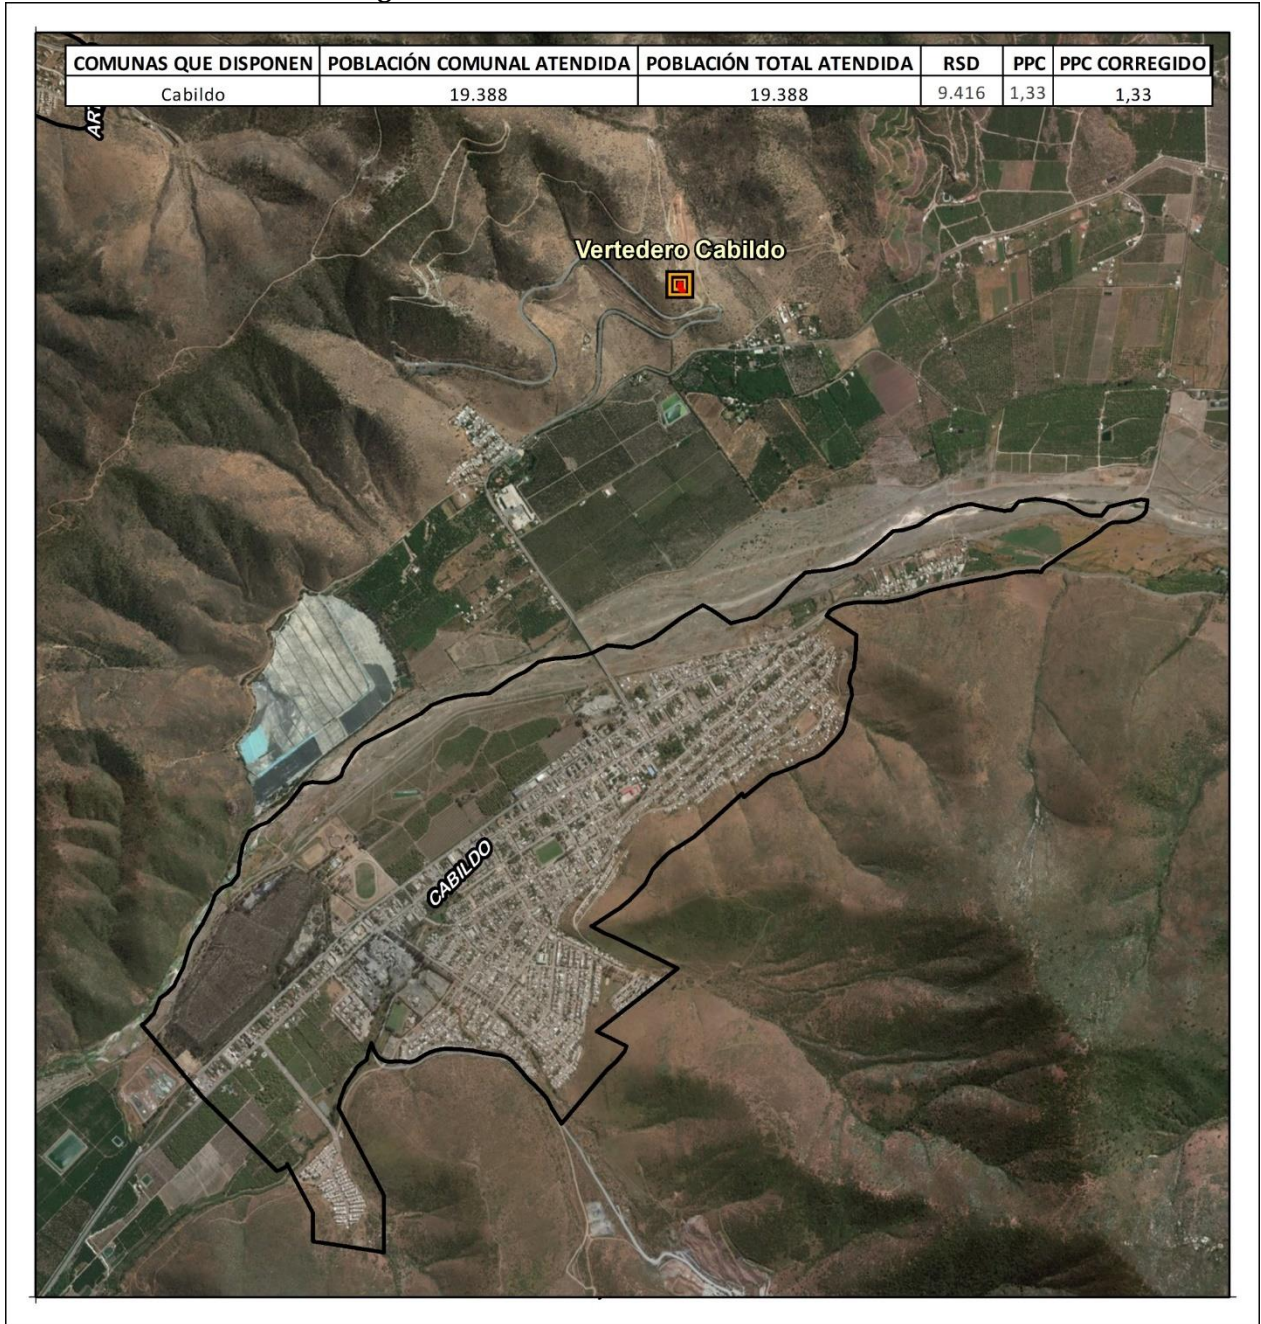 COMUNAS QUE DISPONEN POBLACIÓN COMUNAL ATENDIDA POBLACIÓN TOTAL ATENDIDA RSD PPC PPC CORREGIDO
Cabildo 19.388 19.388 9.416 1,33 1,33
Vertedero Cabildo
CABILDO